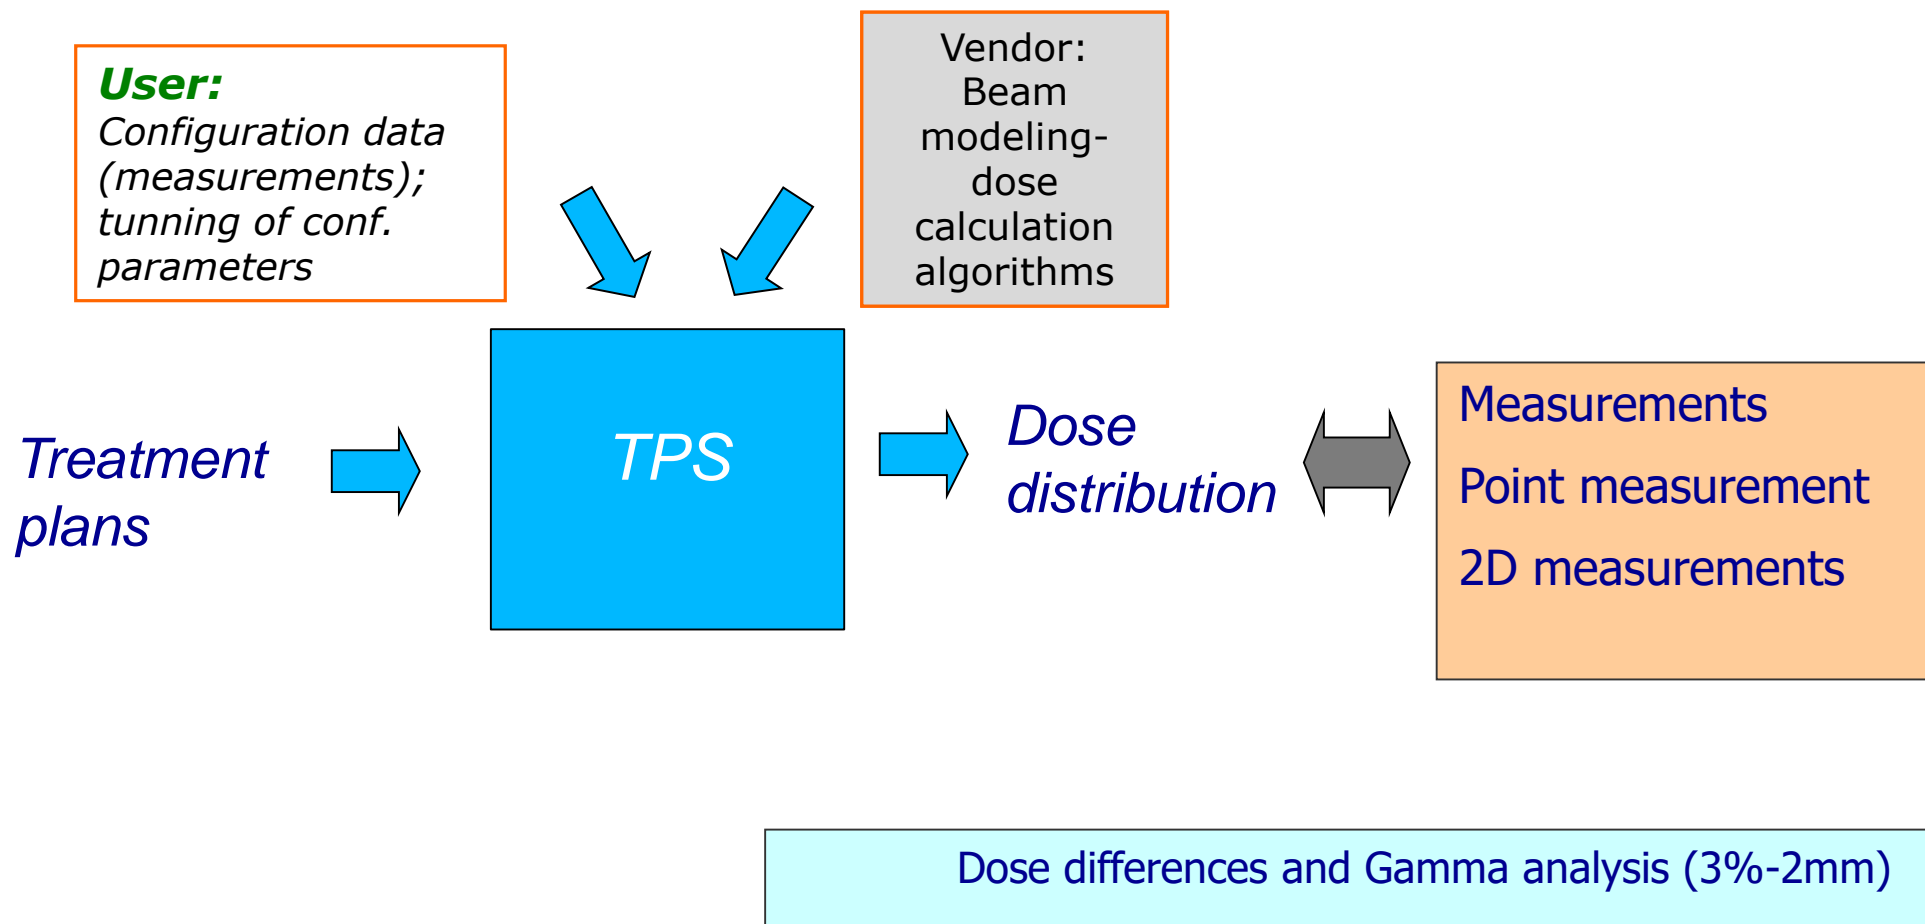 User:
Configuration data
(measurements);
tunning of conf.
parameters
Vendor:
Beam
modeling-
dose
calculation
algorithms
Treatment
plans
TPS
Dose
distribution
Measurements
Point measurement
2D measurements
Dose differences and Gamma analysis (3%-2mm)